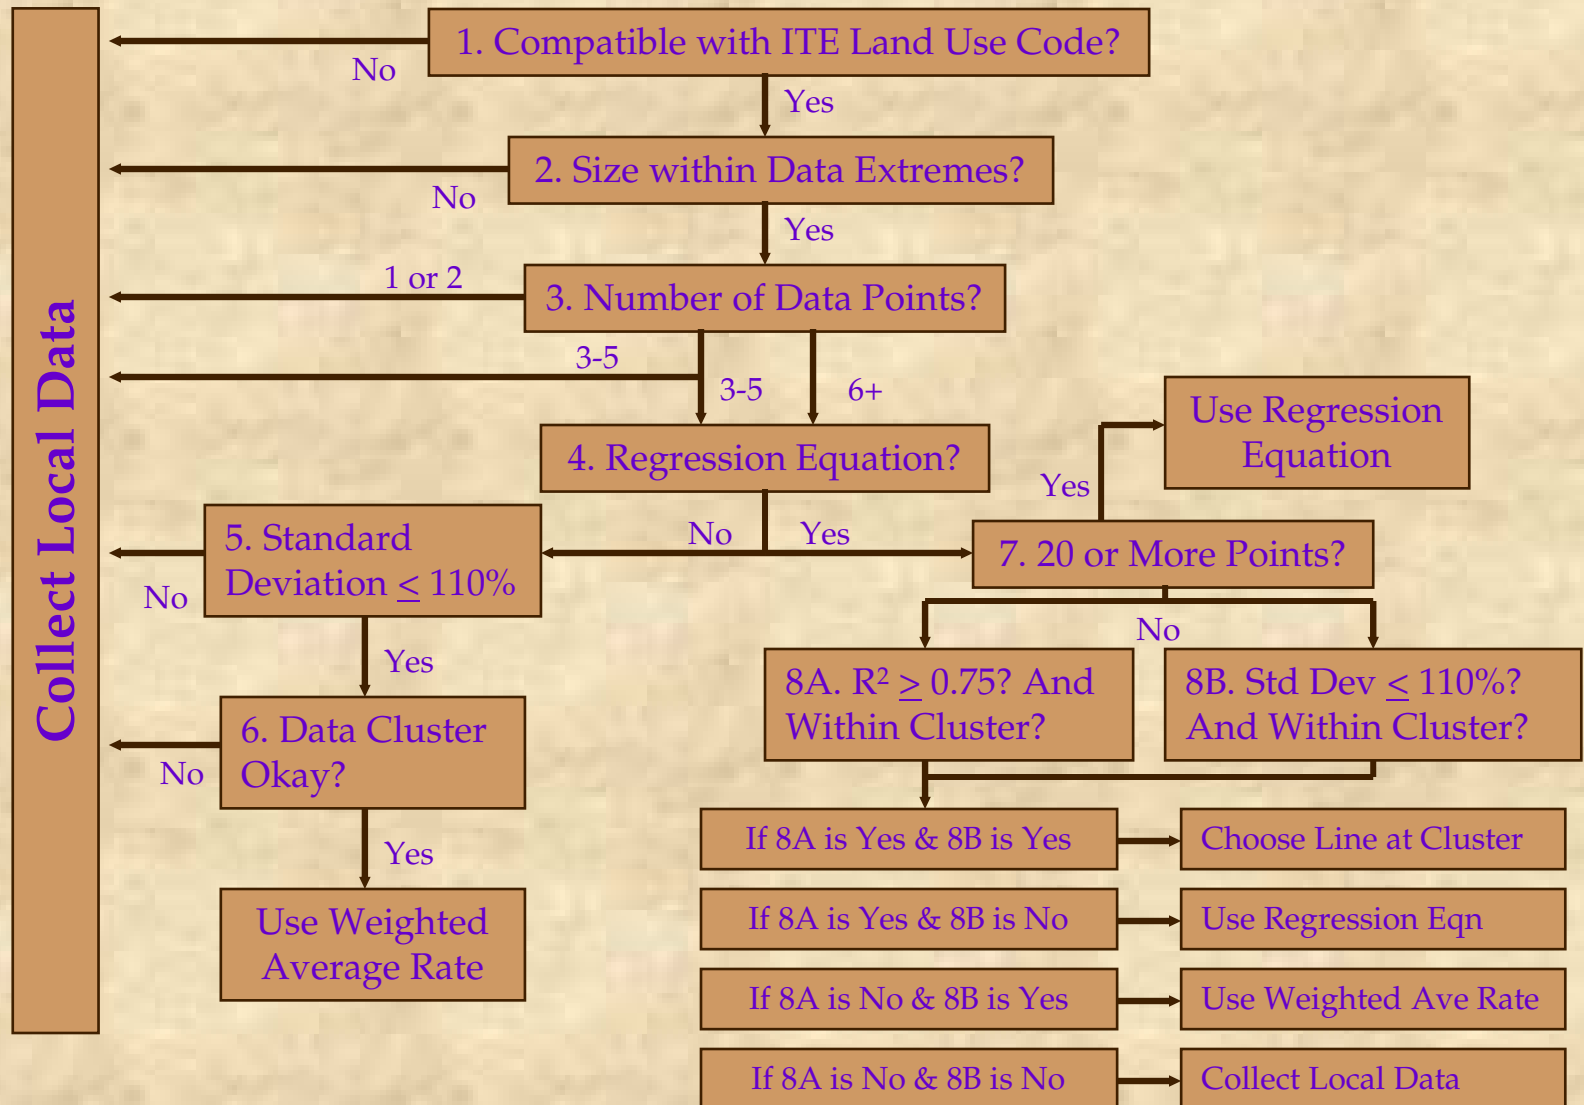 Collect Local Data
1. Compatible with ITE Land Use Code?
No
Yes
2. Size within Data Extremes?
No
Yes
1 or 2
3. Number of Data Points?
3-5
3-5
6+
4. Regression Equation?
Use Regression
Equation
Yes
No
Yes
5. Standard
Deviation ≤ 110%
No
7. 20 or More Points?
No
Yes
8A. R² ≥ 0.75? And
Within Cluster?
8B. Std Dev ≤ 110%?
And Within Cluster?
6. Data Cluster
Okay?
No
Yes
Use Weighted
Average Rate
If 8A is Yes & 8B is Yes
Choose Line at Cluster
If 8A is Yes & 8B is No
Use Regression Eqn
If 8A is No & 8B is Yes
Use Weighted Ave Rate
If 8A is No & 8B is No
Collect Local Data